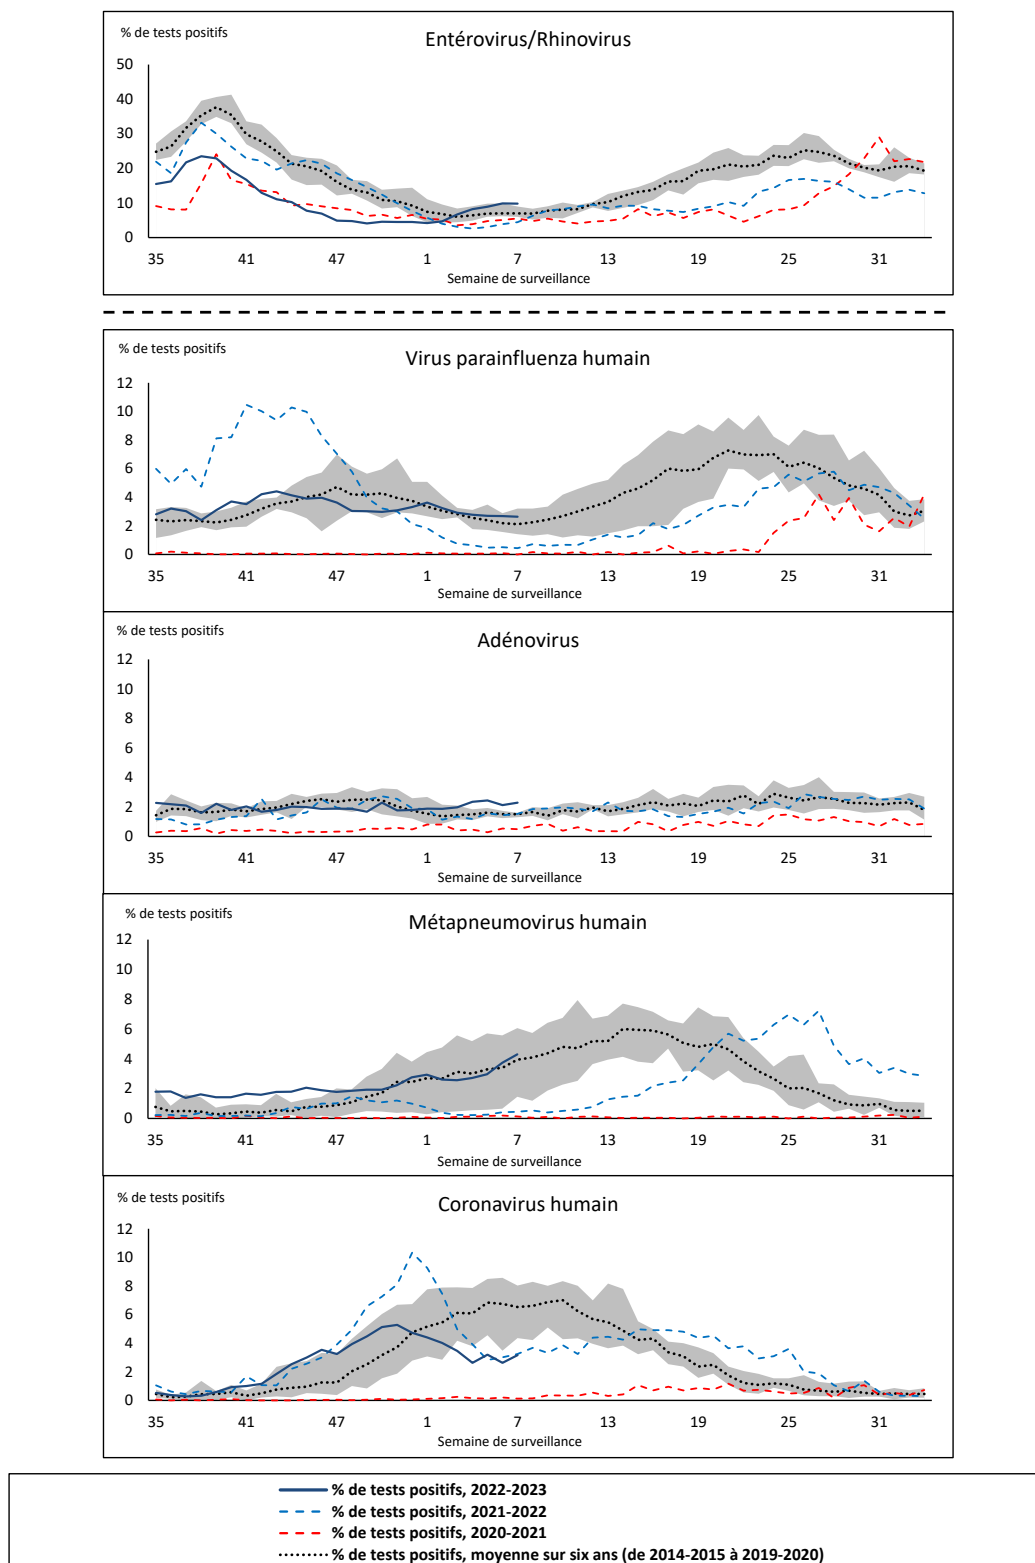 % de tests positifs
Entérovirus/Rhinovirus
50
40
30
20
10
0
35 41 47 1 7 13 19 25 31
Semaine de surveillance
% de tests positifs
Virus parainfluenza humain
12
10
8
6
4
2
0
35 41 47 1 7 13 19 25 31
Semaine de surveillance
% de tests positifs
Adénovirus
12
10
8
6
4
2
0
35 41 47 1 7 13 19 25 31
Semaine de surveillance
% de tests positifs
Métapneumovirus humain
12
10
8
6
4
2
0
35 41 47 1 7 13 19 25 31
Semaine de surveillance
% de tests positifs
Coronavirus humain
12
10
8
6
4
2
0
35 41 47 1 7 13 19 25 31
Semaine de surveillance
% de tests positifs, 2022-2023
% de tests positifs, 2021-2022
% de tests positifs, 2020-2021
% de tests positifs, moyenne sur six ans (de 2014-2015 à 2019-2020)